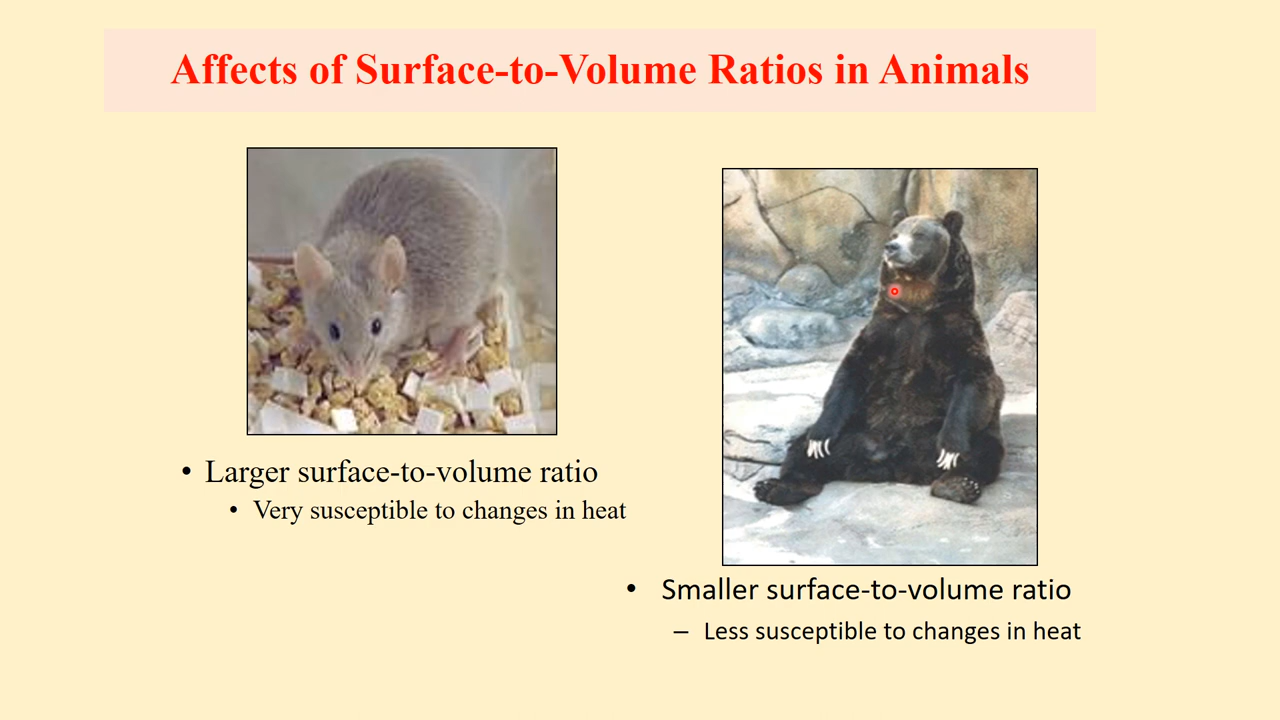 Affects of Surface-to-Volume Ratios in Animals
• Larger surface-to-volume ratio
• Very susceptible to changes in heat
• Smaller surface-to-volume ratio
– Less susceptible to changes in heat